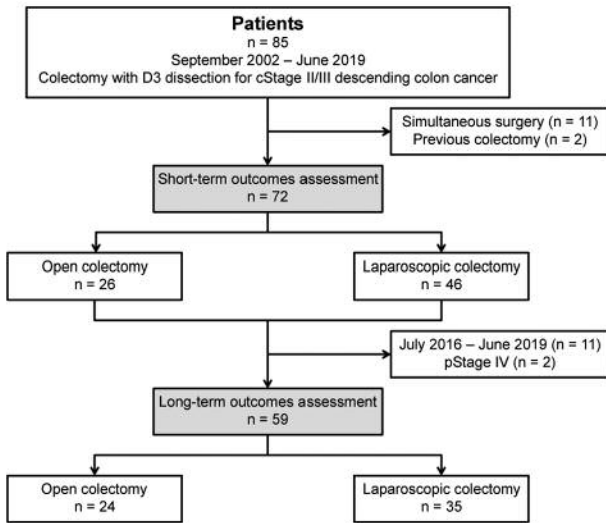 Patients
n = 85
September 2002 – June 2019
Colectomy with D3 dissection for cStage II/III descending colon cancer
Simultaneous surgery (n = 11)
Previous colectomy (n = 2)
Short-term outcomes assessment
n = 72
Open colectomy
n = 26
Laparoscopic colectomy
n = 46
July 2016 – June 2019 (n = 11)
pStage IV (n = 2)
Long-term outcomes assessment
n = 59
Open colectomy
n = 24
Laparoscopic colectomy
n = 35